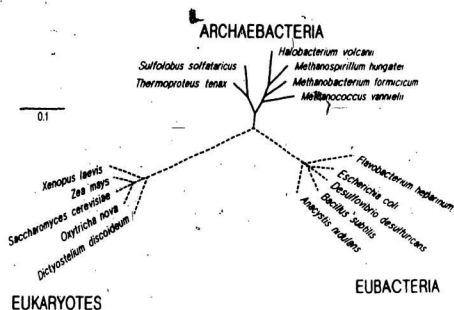 ARCHAEBACTERIA
Halobacterium volcanii
Sulfolobus solfataricus
Methanospirillum hungatei
Thermoproteus tenax
Methanobacterium formicicum
Methanococcus vannielii
0.1
Xenopus laevis
Zea mays
Saccharomyces cerevisiae
Oxytricha nova
Dictyostelium discoideum
Flavobacterium heparinum
Escherichia coli
Desulfovibrio desulfuricans
Bacillus subtilis
Anacystis nidulans
EUBACTERIA
EUKARYOTES